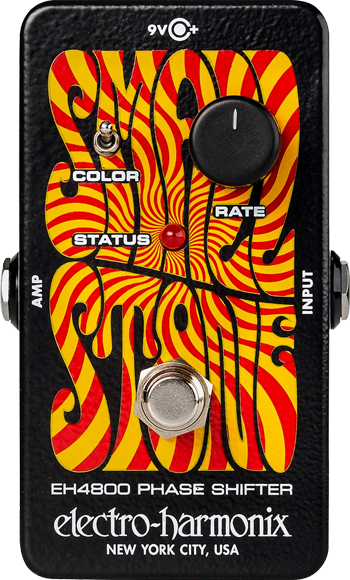 9V +
SMALL
COLOR
RATE
STATUS
AMP
INPUT
STONE
EH4800 PHASE SHIFTER
electro-harmonix
NEW YORK CITY, USA